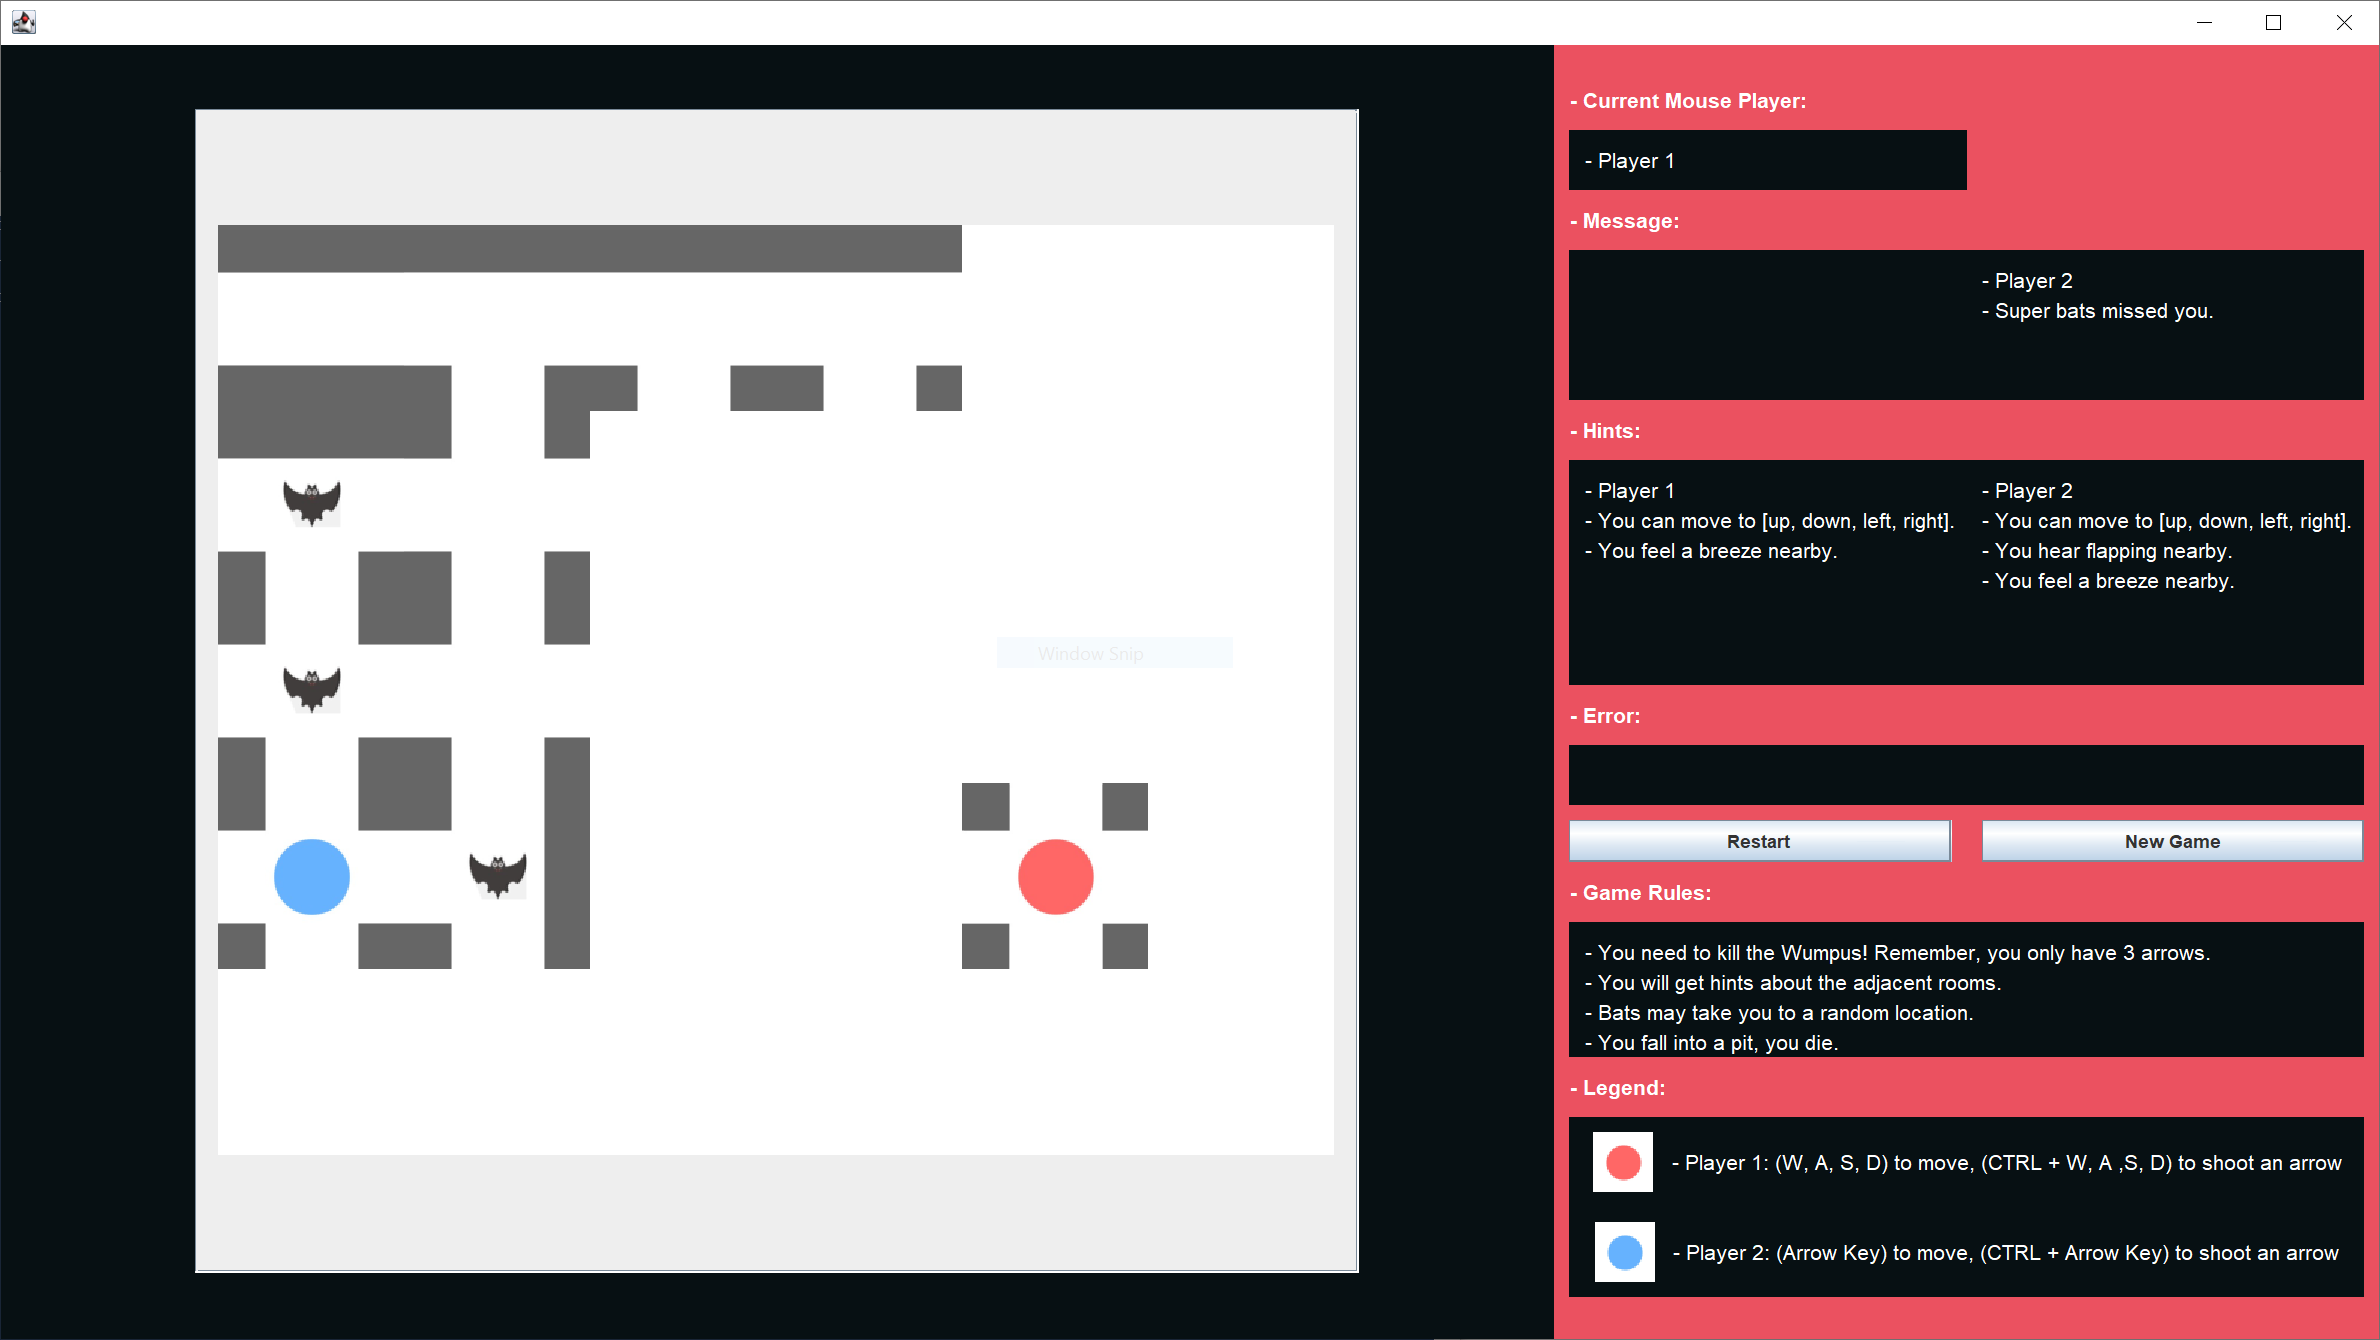 - Current Mouse Player:
- Player 1
- Message:
- Player 2
- Super bats missed you.
- Hints:
- Player 1
- You can move to [up, down, left, right].
- You feel a breeze nearby.
- Player 2
- You can move to [up, down, left, right].
- You hear flapping nearby.
- You feel a breeze nearby.
Window Snip
- Error:
Restart
New Game
- Game Rules:
- You need to kill the Wumpus! Remember, you only have 3 arrows.
- You will get hints about the adjacent rooms.
- Bats may take you to a random location.
- You fall into a pit, you die.
- Legend:
- Player 1: (W, A, S, D) to move, (CTRL + W, A ,S, D) to shoot an arrow
- Player 2: (Arrow Key) to move, (CTRL + Arrow Key) to shoot an arrow